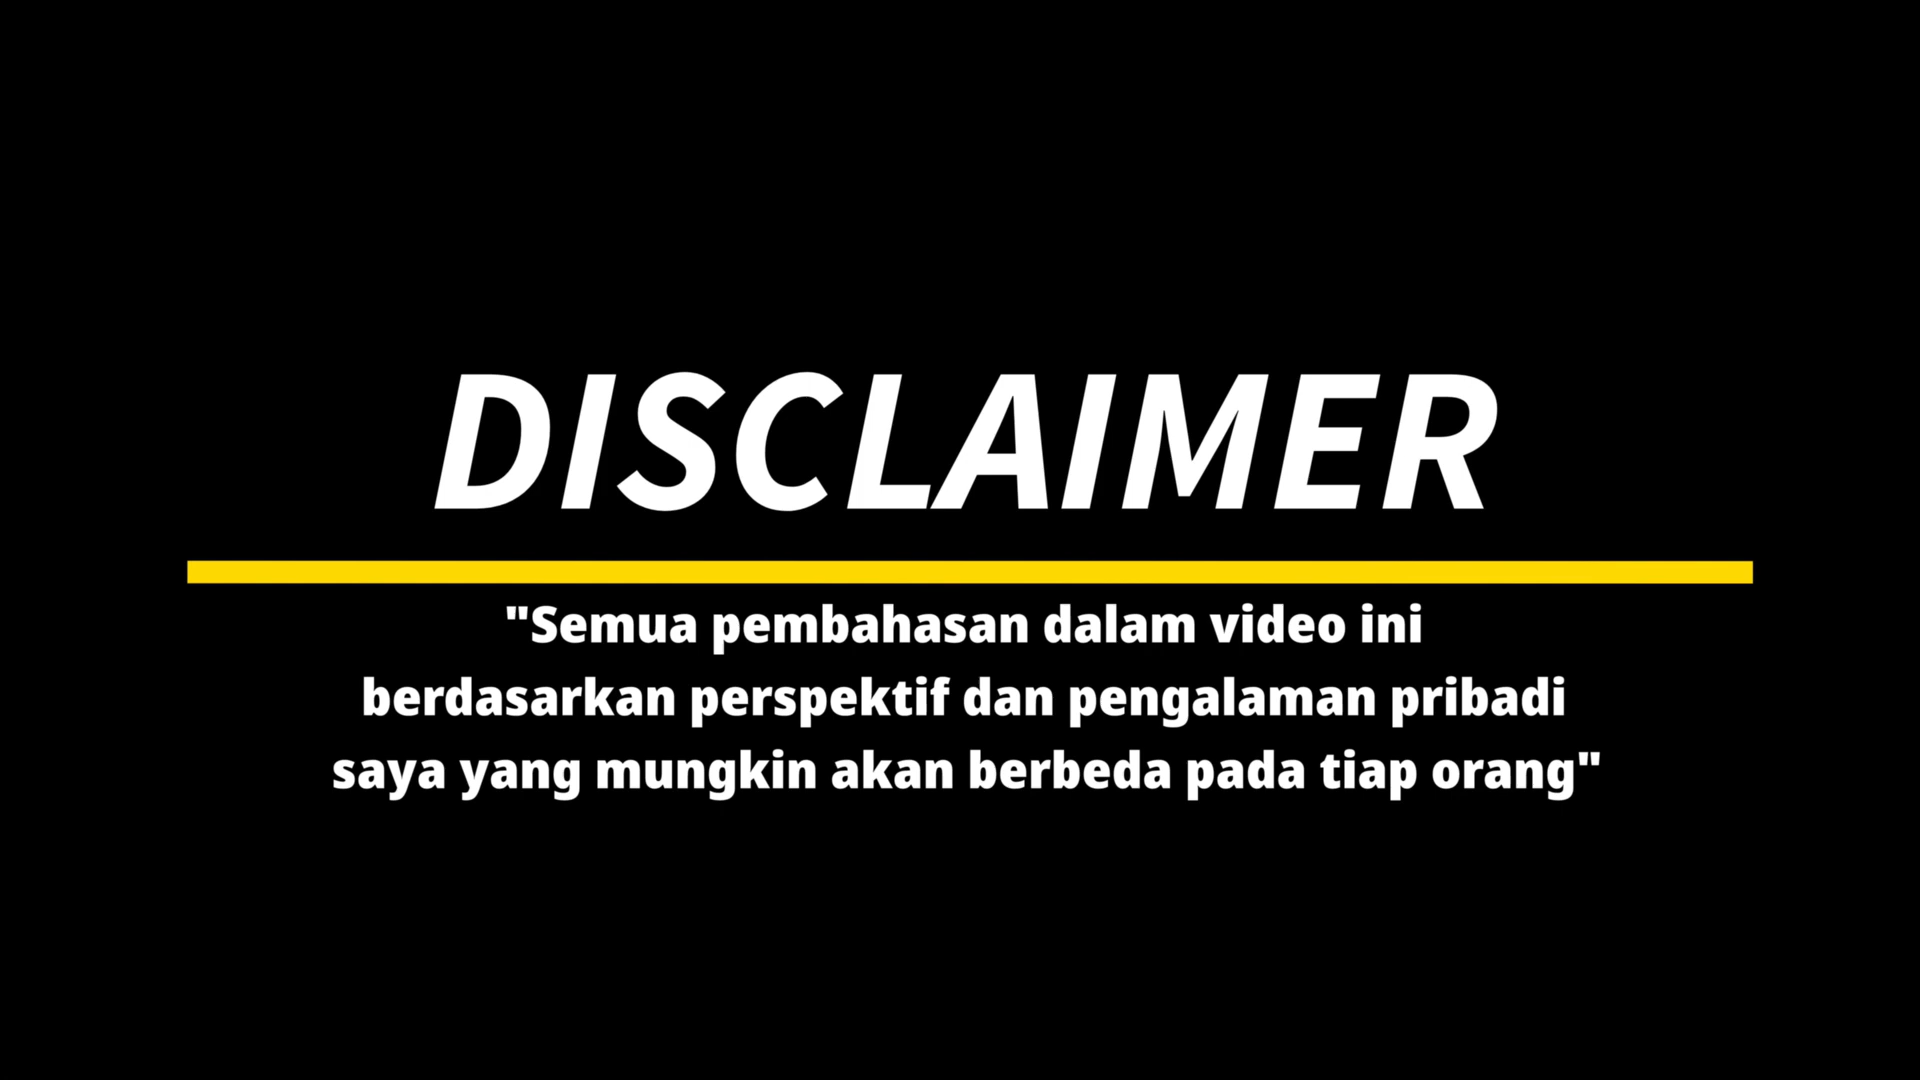 DISCLAIMER
"Semua pembahasan dalam video ini
berdasarkan perspektif dan pengalaman pribadi
saya yang mungkin akan berbeda pada tiap orang"